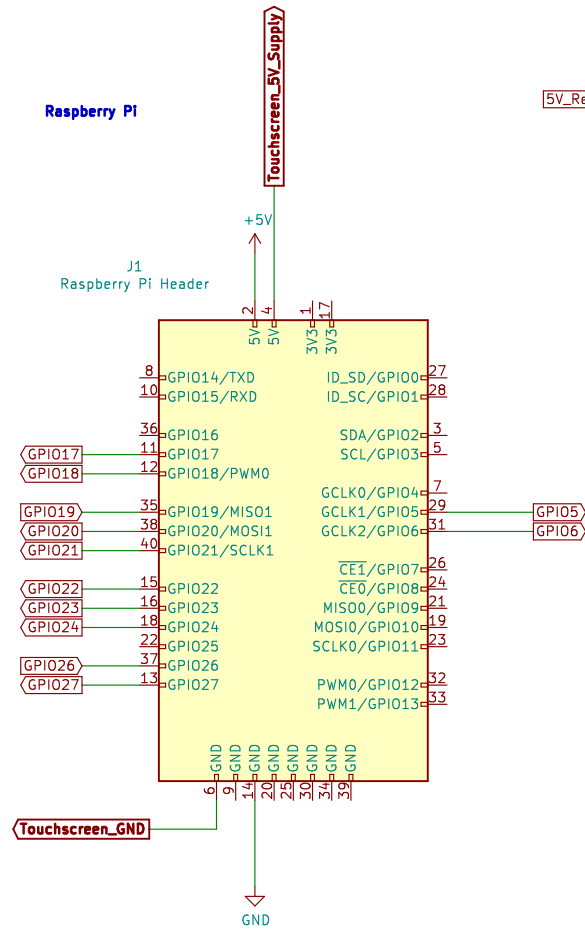 Touchscreen_5V_Supply
Raspberry Pi
5V_Re
+5V
J1
Raspberry Pi Header
2 4 1 17
5V 5V 3V3 3V3
8 GPIO14/TXD ID_SD/GPIO0 27
10 GPIO15/RXD ID_SC/GPIO1 28
36 GPIO16 SDA/GPIO2 3
GPIO17 11 GPIO17 SCL/GPIO3 5
GPIO18 12 GPIO18/PWM0
GCLK0/GPIO4 7
GPIO19 35 GPIO19/MISO1 GCLK1/GPIO5 29 GPIO5
GPIO20 38 GPIO20/MOSI1 GCLK2/GPIO6 31 GPIO6
GPIO21 40 GPIO21/SCLK1
CE1/GPIO7 26
GPIO22 15 GPIO22 CE0/GPIO8 24
GPIO23 16 GPIO23 MISO0/GPIO9 21
GPIO24 18 GPIO24 MOSI0/GPIO10 19
22 GPIO25 SCLK0/GPIO11 23
GPIO26 37 GPIO26
GPIO27 13 GPIO27 PWM0/GPIO12 32
PWM1/GPIO13 33
GND GND GND GND GND GND GND GND
6 9 14 20 25 30 34 39
Touchscreen_GND
GND